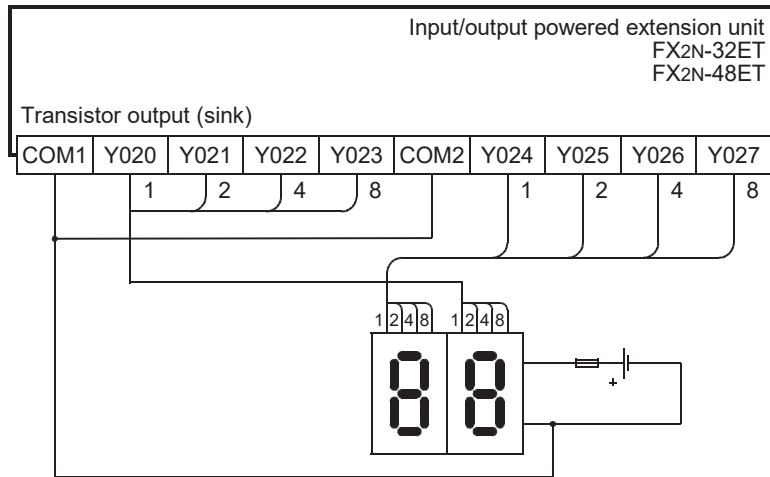 Input/output powered extension unit
FX2N-32ET
FX2N-48ET
Transistor output (sink)
COM1 Y020 Y021 Y022 Y023 COM2 Y024 Y025 Y026 Y027
1 2 4 8 1 2 4 8
1 2 4 8 1 2 4 8
8 8
+